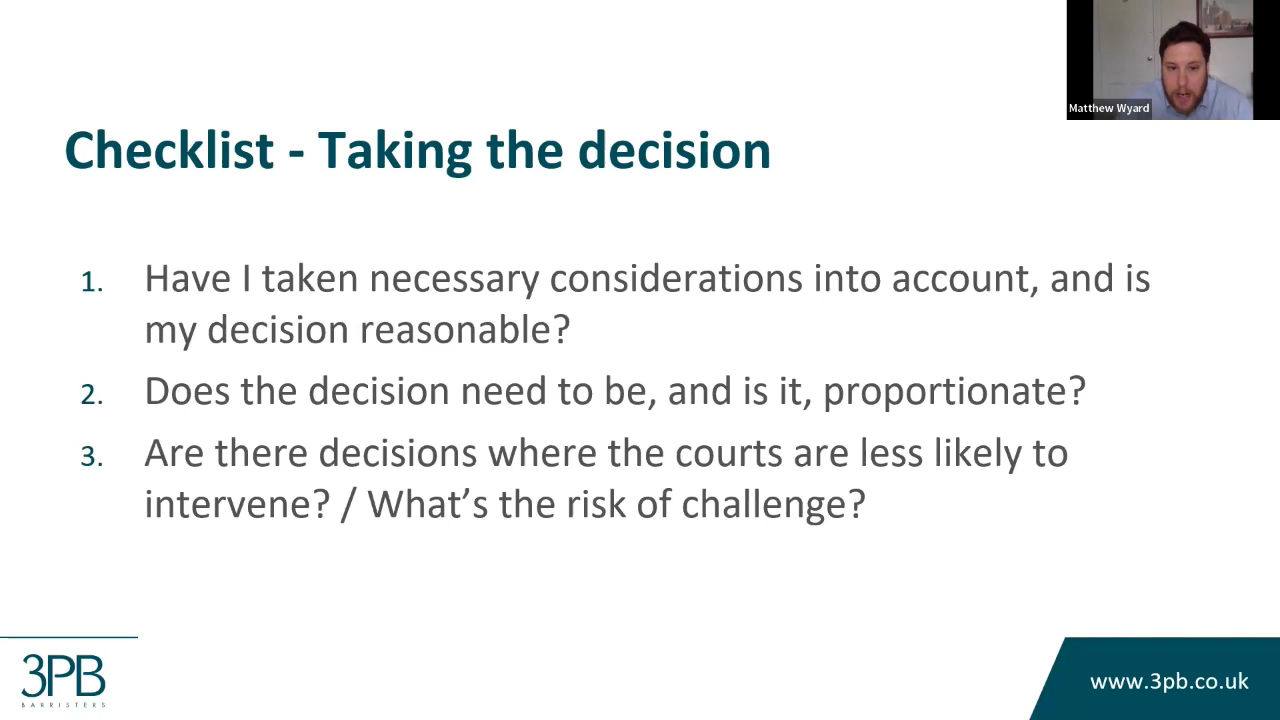 Matthew Wyard
Checklist - Taking the decision
1. Have I taken necessary considerations into account, and is
my decision reasonable?
2. Does the decision need to be, and is it, proportionate?
3. Are there decisions where the courts are less likely to
intervene? / What’s the risk of challenge?
3PB
BARRISTERS
www.3pb.co.uk